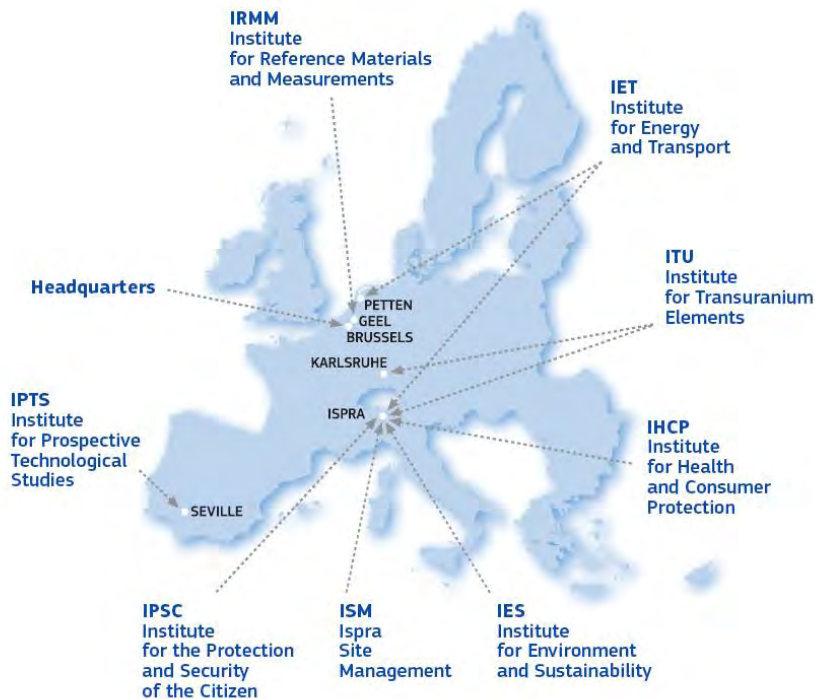 IRMM
Institute
for Reference Materials
and Measurements
IET
Institute
for Energy
and Transport
ITU
Institute
for Transuranium
Elements
Headquarters
PETTEN
GEEL
BRUSSELS
KARLSRUHE
ISPRA
IPTS
Institute
for Prospective
Technological
Studies
SEVILLE
IHCP
Institute
for Health
and Consumer
Protection
IPSC
Institute
for the Protection
and Security
of the Citizen
ISM
Ispra
Site
Management
IES
Institute
for Environment
and Sustainability